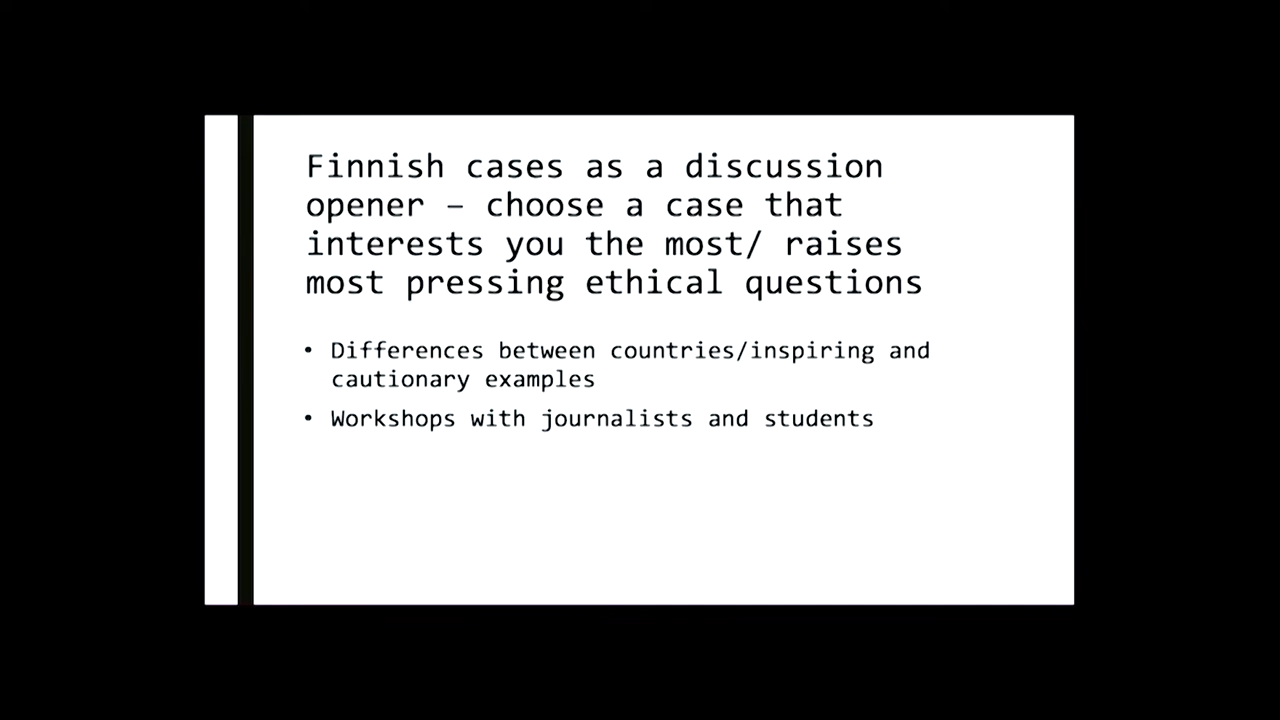 Finnish cases as a discussion
opener – choose a case that
interests you the most/ raises
most pressing ethical questions
• Differences between countries/inspiring and
cautionary examples
• Workshops with journalists and students